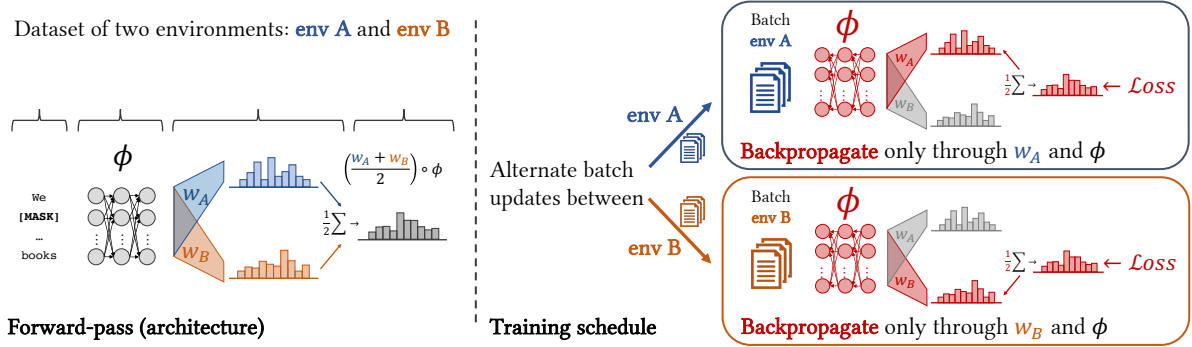 Dataset of two environments: env A and env B
ϕ
We
[MASK]
…
books
w_A
w_B
(w_A + w_B / 2) ∘ ϕ
1/2 ∑ →
Forward-pass (architecture)
Alternate batch
updates between
env A
env B
Training schedule
Batch
env A
ϕ
w_A
w_B
1/2 ∑ →
← ℒoss
Backpropagate only through w_A and ϕ
Batch
env B
ϕ
w_A
w_B
1/2 ∑ →
← ℒoss
Backpropagate only through w_B and ϕ